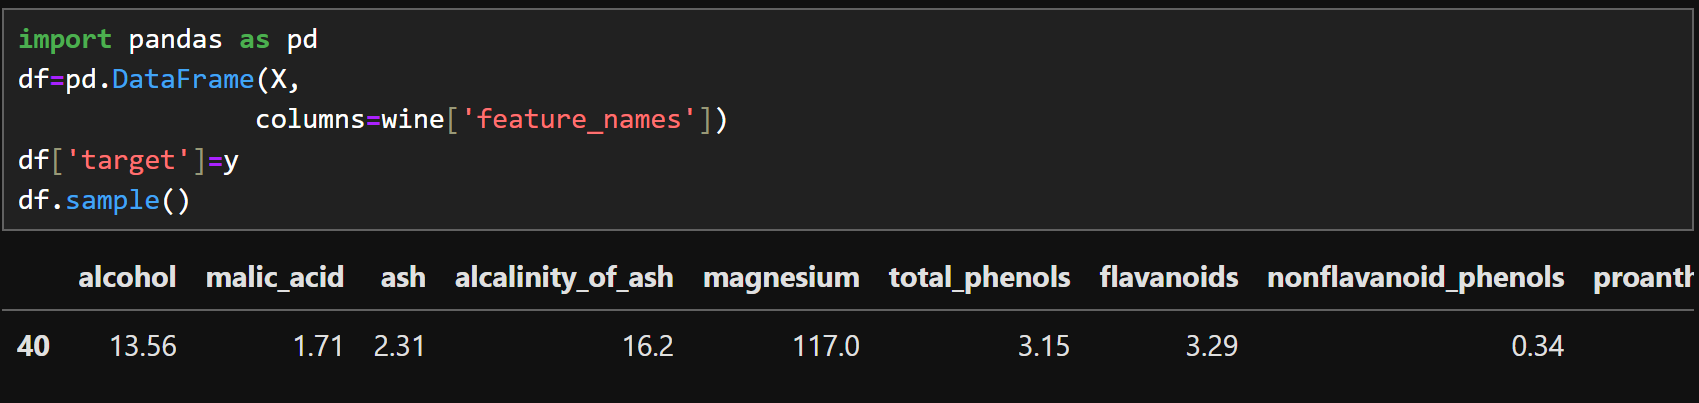 import pandas as pd
df=pd.DataFrame(X,
columns=wine['feature_names'])
df['target']=y
df.sample()
alcohol malic_acid ash alcalinity_of_ash magnesium total_phenols flavanoids nonflavanoid_phenols proanth
40 13.56 1.71 2.31 16.2 117.0 3.15 3.29 0.34